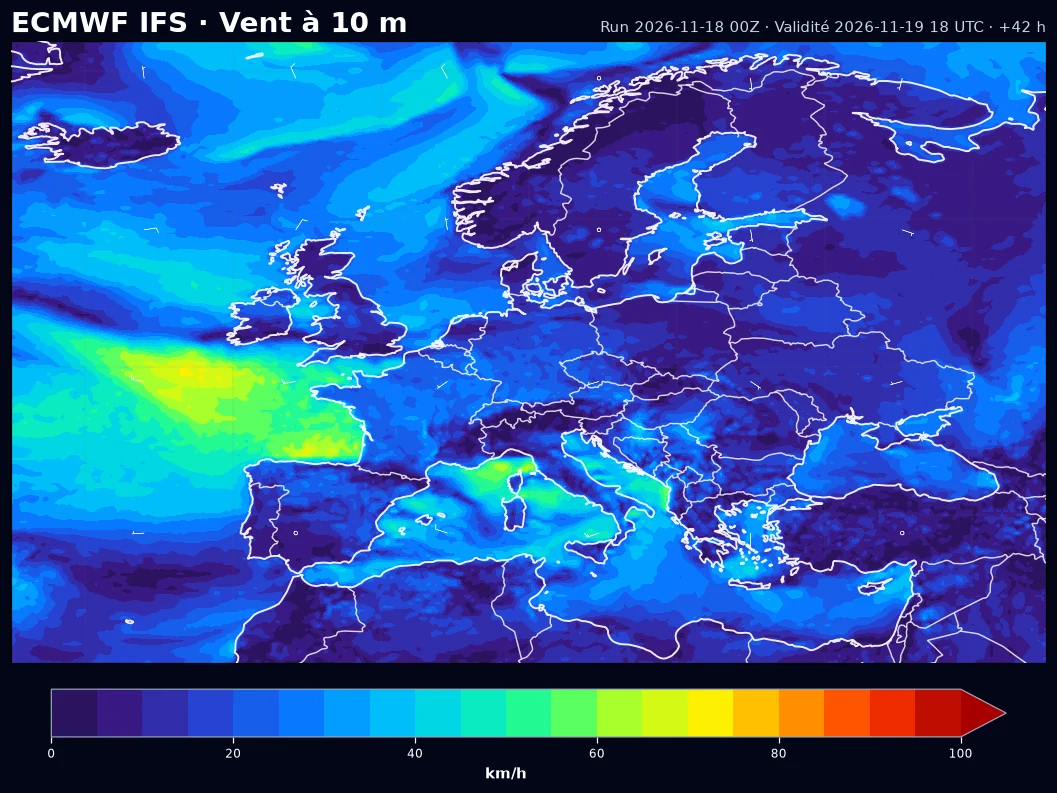 ECMWF IFS · Vent à 10 m
Run 2026-11-18 00Z · Validité 2026-11-19 18 UTC · +42 h
0 20 40 60 80 100
km/h